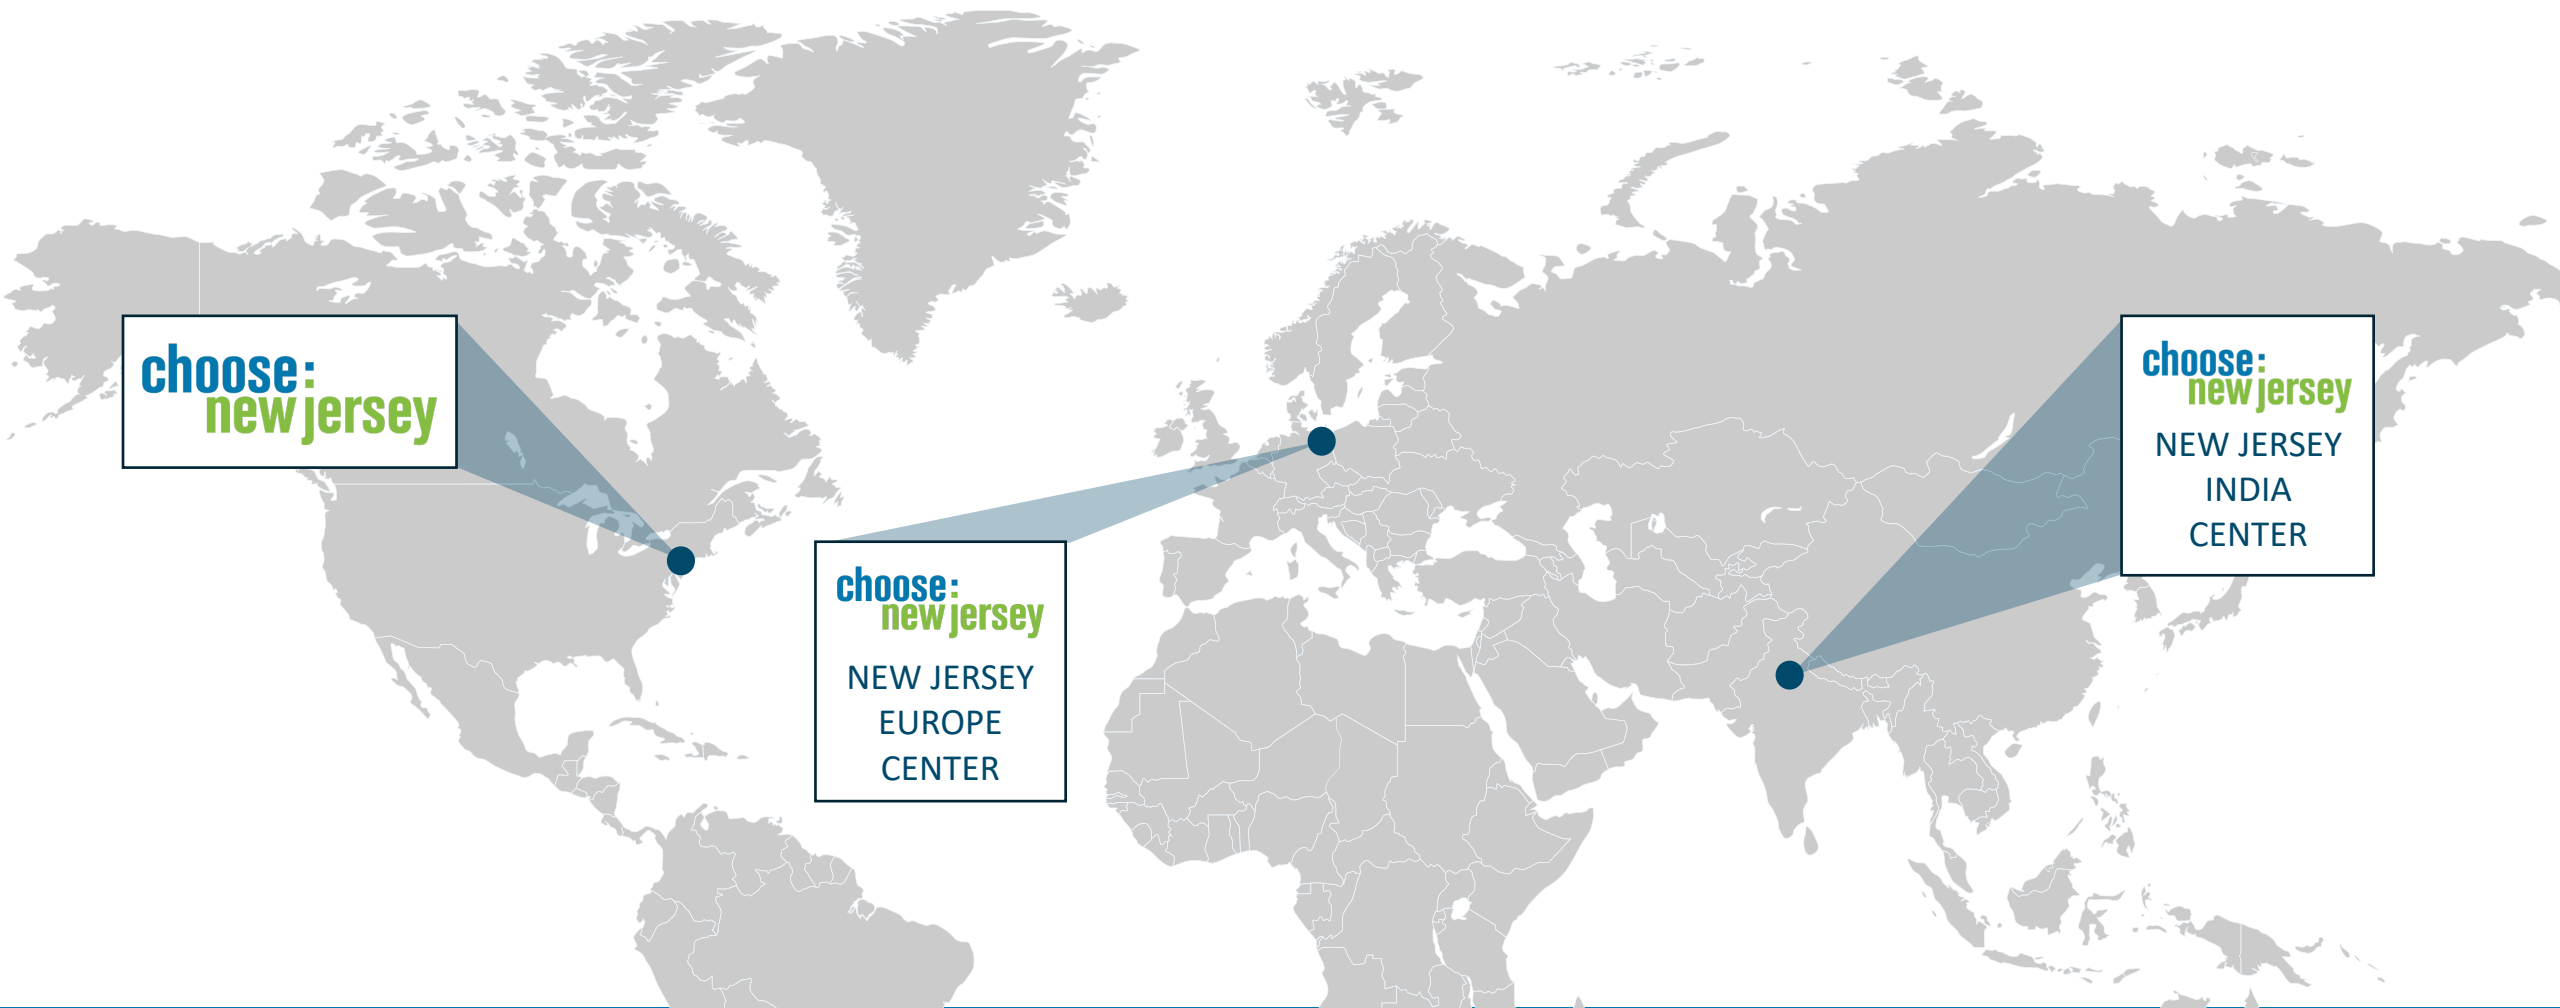 choose:
new jersey
choose:
new jersey
NEW JERSEY
EUROPE
CENTER
choose:
new jersey
NEW JERSEY
INDIA
CENTER